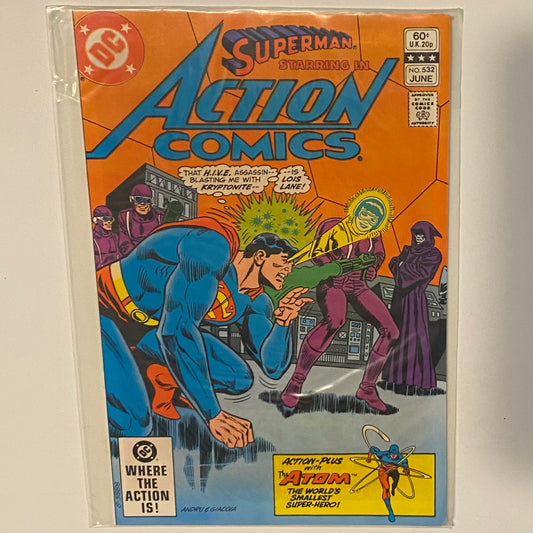 DC
SUPERMAN
STARRING IN
ACTION
COMICS
60¢
U.K. 20p
NO. 532
JUNE
APPROVED
BY THE
COMICS
CODE
AUTHORITY
THAT H.I.V.E. ASSASSIN--
BLASTING ME WITH
KRYPTONITE--
--IS
LOIS
LANE!
S
DC
WHERE
THE ACTION
IS!
ANDRU & GIACOIA
ACTION-PLUS
with
The ATOM
THE WORLD'S
SMALLEST
SUPER-HERO!